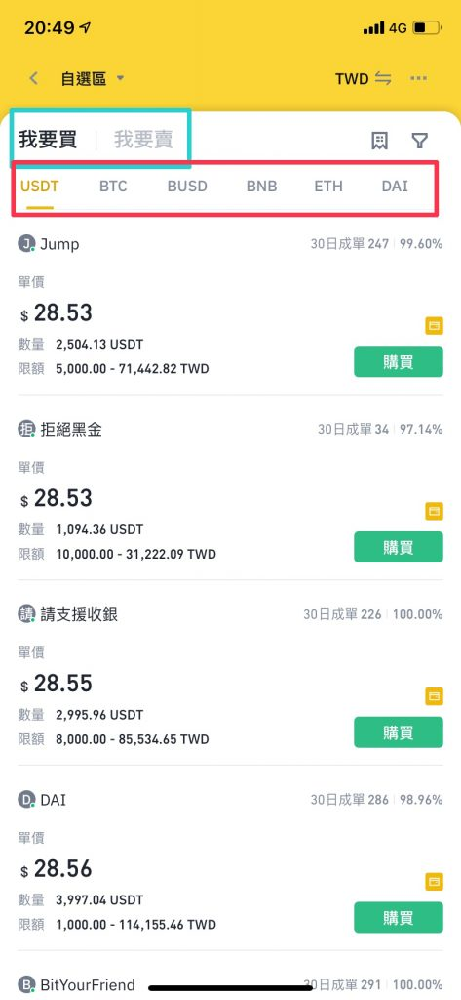 20:49 4G
自選區 TWD
我要買 我要賣
USDT BTC BUSD BNB ETH DAI
J Jump 30日成單 247 99.60%
單價
$ 28.53
數量 2,504.13 USDT
限額 5,000.00 - 71,442.82 TWD
購買
拒 拒絕黑金 30日成單 34 97.14%
單價
$ 28.53
數量 1,094.36 USDT
限額 10,000.00 - 31,222.09 TWD
購買
請 請支援收銀 30日成單 226 100.00%
單價
$ 28.55
數量 2,995.96 USDT
限額 8,000.00 - 85,534.65 TWD
購買
D DAI 30日成單 286 98.96%
單價
$ 28.56
數量 3,997.04 USDT
限額 1,000.00 - 114,155.46 TWD
購買
B BitYourFriend 30日成單 291 100.00%